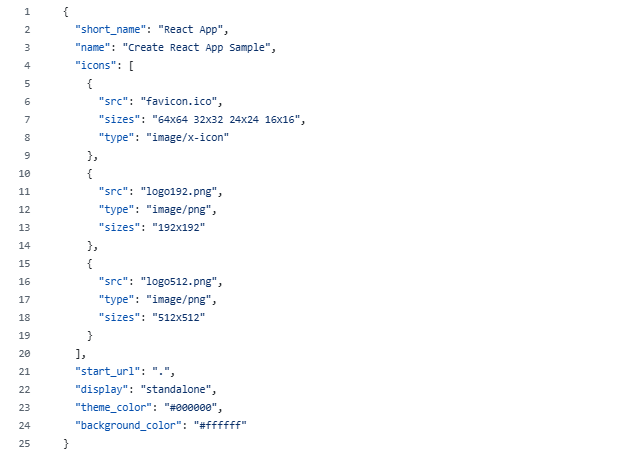 1 {
2 "short_name": "React App",
3 "name": "Create React App Sample",
4 "icons": [
5 {
6 "src": "favicon.ico",
7 "sizes": "64x64 32x32 24x24 16x16",
8 "type": "image/x-icon"
9 },
10 {
11 "src": "logo192.png",
12 "type": "image/png",
13 "sizes": "192x192"
14 },
15 {
16 "src": "logo512.png",
17 "type": "image/png",
18 "sizes": "512x512"
19 }
20 ],
21 "start_url": ".",
22 "display": "standalone",
23 "theme_color": "#000000",
24 "background_color": "#ffffff"
25 }